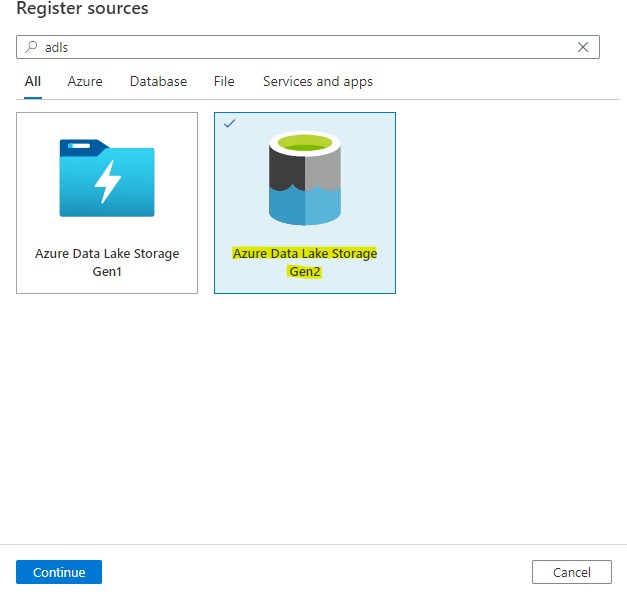 Register sources
adls
All Azure Database File Services and apps
Azure Data Lake Storage
Gen1
Azure Data Lake Storage
Gen2
Continue Cancel